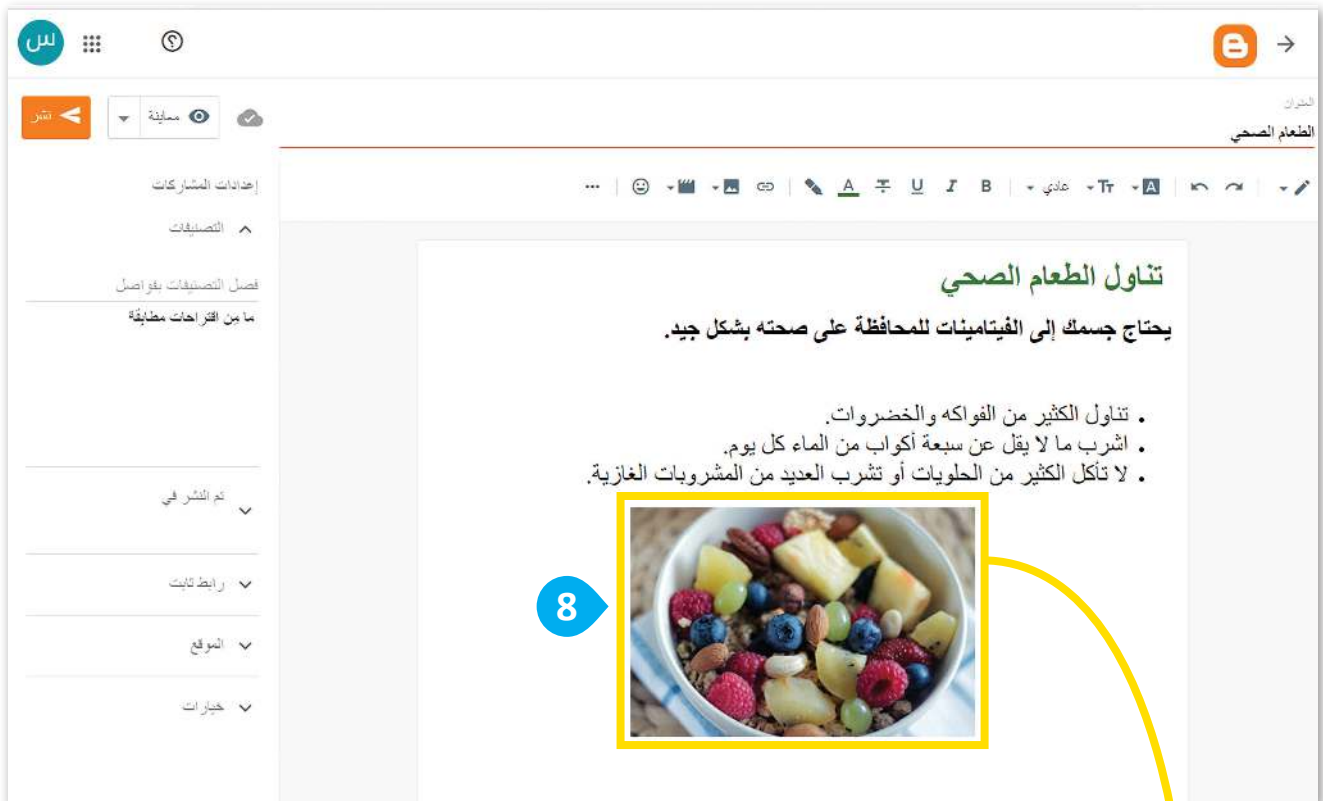 س
العنوان
الطعام الصحي
نشر
معاينة
عادي
B I U A
إعدادات المشاركات
التصنيفات
فصل التصنيفات بفواصل
ما مِن اقتراحات مطابِقة
تم النشر في
رابط ثابت
الموقع
خيارات
تناول الطعام الصحي
يحتاج جسمك إلى الفيتامينات للمحافظة على صحته بشكل جيد.
• تناول الكثير من الفواكه والخضروات.
• اشرب ما لا يقل عن سبعة أكواب من الماء كل يوم.
• لا تأكل الكثير من الحلويات أو تشرب العديد من المشروبات الغازية.
8